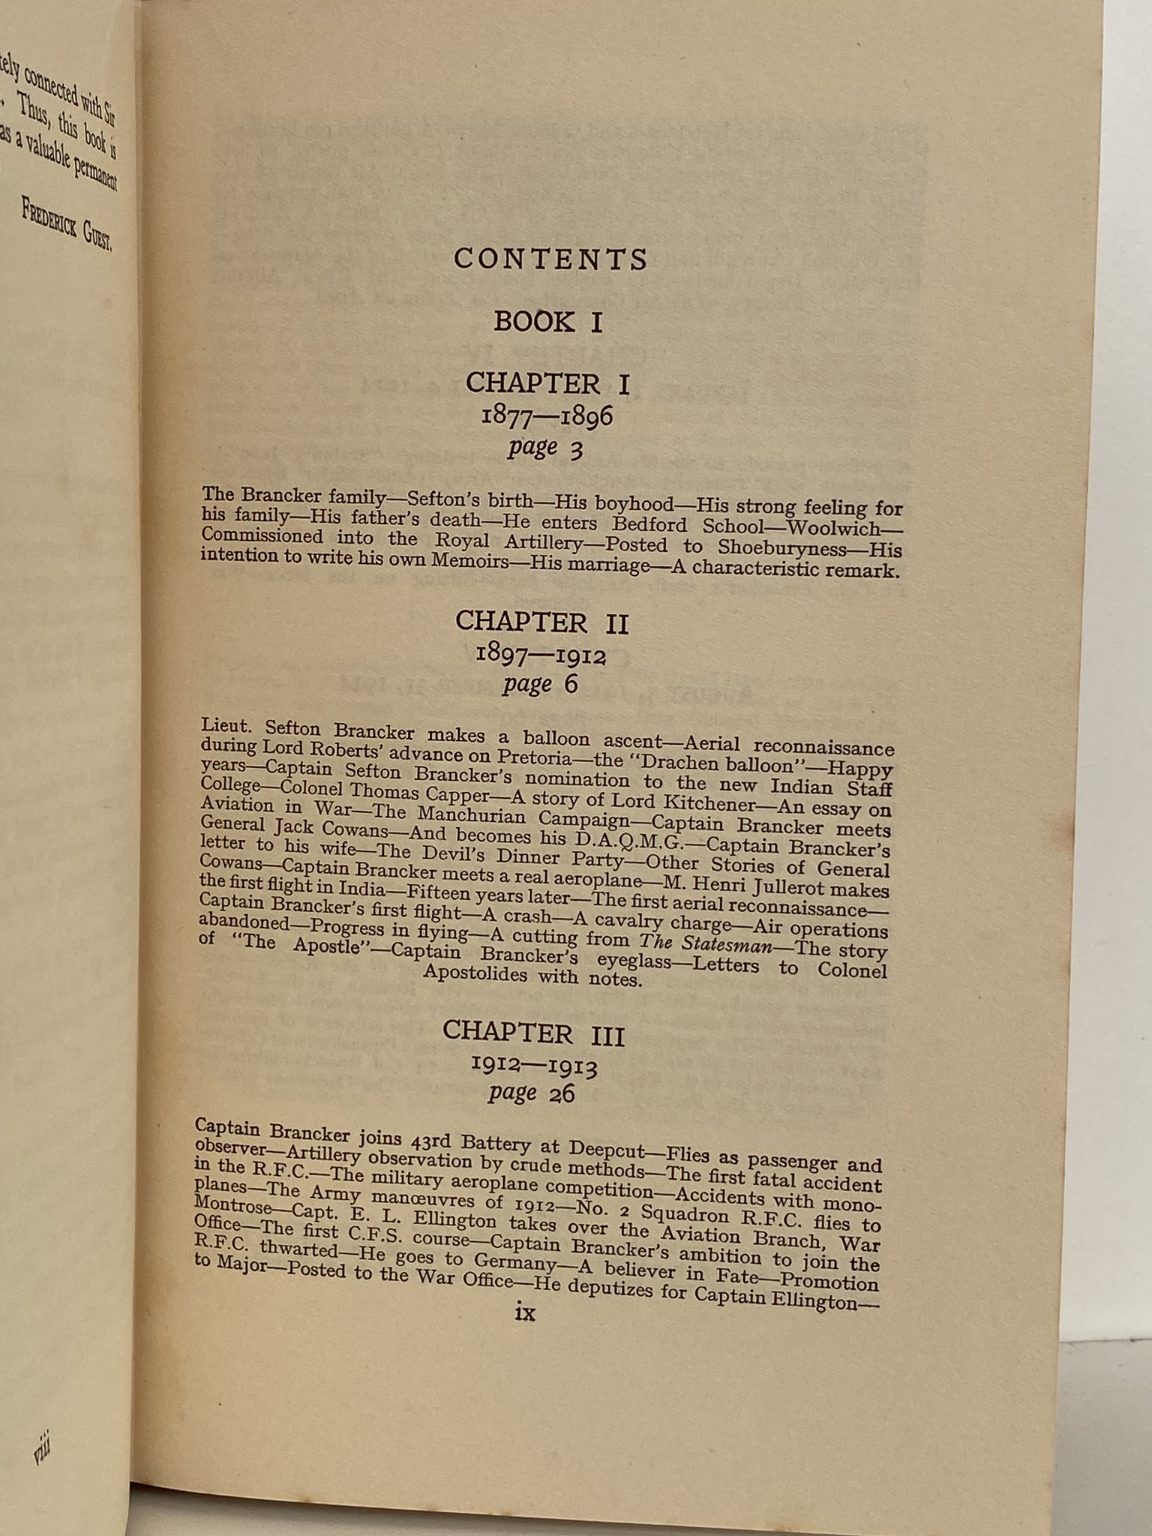 tely connected with Sir
. Thus, this book is
as a valuable permanent
FREDERICK GUEST.
viii
CONTENTS
BOOK I
CHAPTER I
1877—1896
page 3
The Brancker family—Sefton's birth—His boyhood—His strong feeling for
his family—His father's death—He enters Bedford School—Woolwich—
Commissioned into the Royal Artillery—Posted to Shoeburyness—His
intention to write his own Memoirs—His marriage—A characteristic remark.
CHAPTER II
1897—1912
page 6
Lieut. Sefton Brancker makes a balloon ascent—Aerial reconnaissance
during Lord Roberts' advance on Pretoria—the "Drachen balloon"—Happy
years—Captain Sefton Brancker's nomination to the new Indian Staff
College—Colonel Thomas Capper—A story of Lord Kitchener—An essay on
Aviation in War—The Manchurian Campaign—Captain Brancker meets
General Jack Cowans—And becomes his D.A.Q.M.G.—Captain Brancker's
letter to his wife—The Devil's Dinner Party—Other Stories of General
Cowans—Captain Brancker meets a real aeroplane—M. Henri Jullerot makes
the first flight in India—Fifteen years later—The first aerial reconnaissance—
Captain Brancker's first flight—A crash—A cavalry charge—Air operations
abandoned—Progress in flying—A cutting from The Statesman—The story
of "The Apostle"—Captain Brancker's eyeglass—Letters to Colonel
Apostolides with notes.
CHAPTER III
1912—1913
page 26
Captain Brancker joins 43rd Battery at Deepcut—Flies as passenger and
observer—Artillery observation by crude methods—The first fatal accident
in the R.F.C.—The military aeroplane competition—Accidents with mono-
planes—The Army manœuvres of 1912—No. 2 Squadron R.F.C. flies to
Montrose—Capt. E. L. Ellington takes over the Aviation Branch, War
Office—The first C.F.S. course—Captain Brancker's ambition to join the
R.F.C. thwarted—He goes to Germany—A believer in Fate—Promotion
to Major—Posted to the War Office—He deputizes for Captain Ellington—
ix